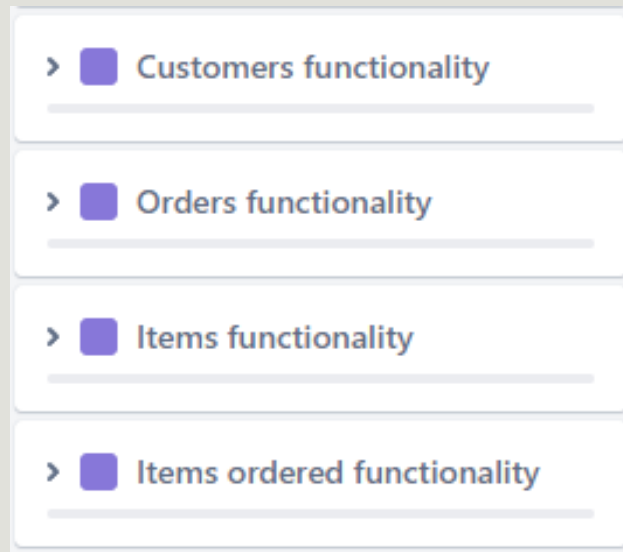 Customers functionality
Orders functionality
Items functionality
Items ordered functionality